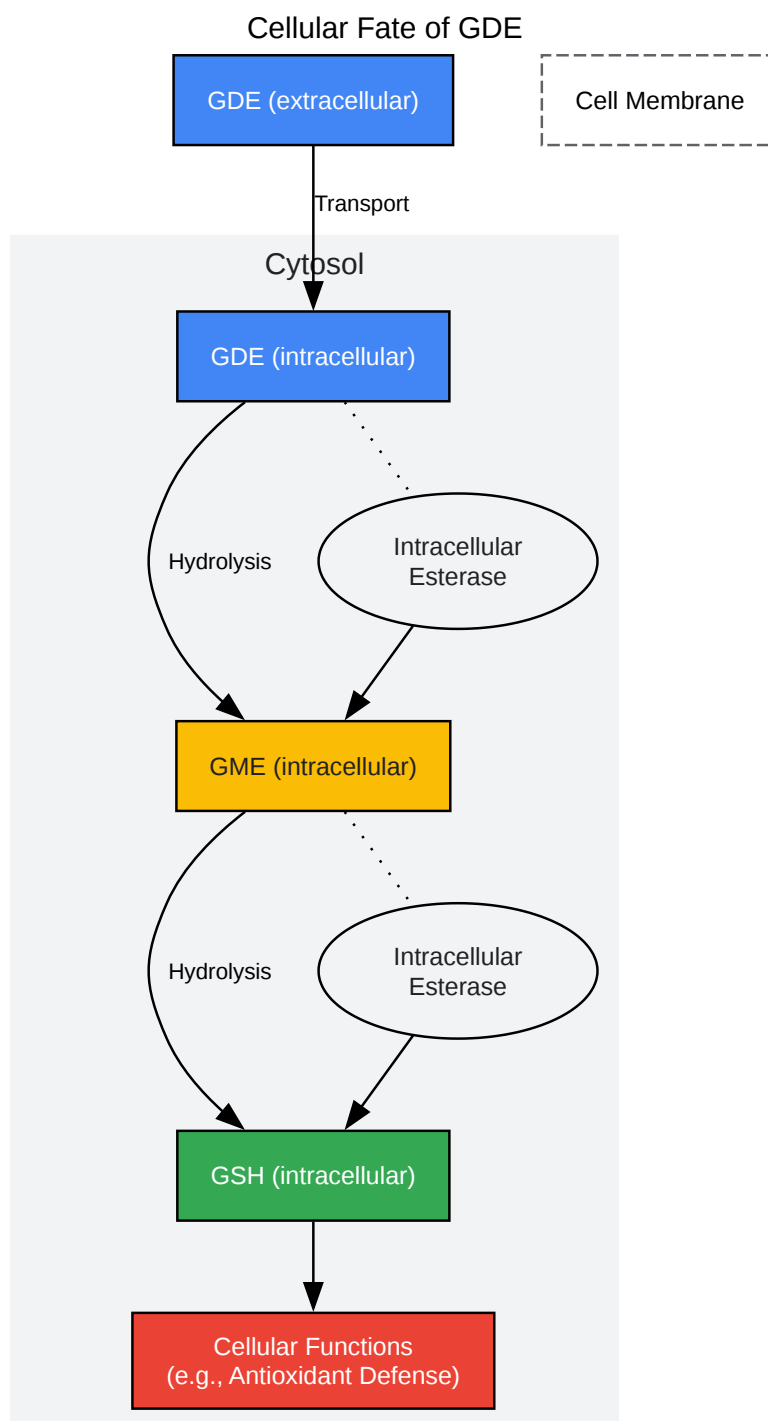 Cellular Fate of GDE
GDE (extracellular)
Cell Membrane
Transport
Cytosol
GDE (intracellular)
Intracellular
Esterase
Hydrolysis
GME (intracellular)
Intracellular
Esterase
Hydrolysis
GSH (intracellular)
Cellular Functions
(e.g., Antioxidant Defense)